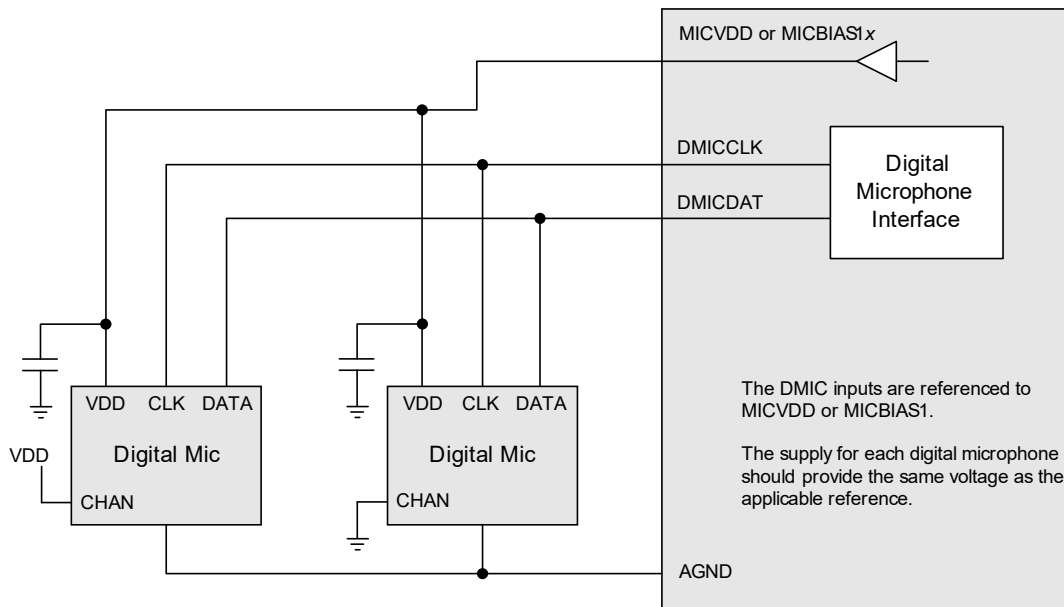 MICVDD or MICBIAS1x
DMICCLK
DMICDAT
Digital
Microphone
Interface
VDD CLK DATA
Digital Mic
VDD
CHAN
VDD CLK DATA
Digital Mic
CHAN
The DMIC inputs are referenced to
MICVDD or MICBIAS1.
The supply for each digital microphone
should provide the same voltage as the
applicable reference.
AGND